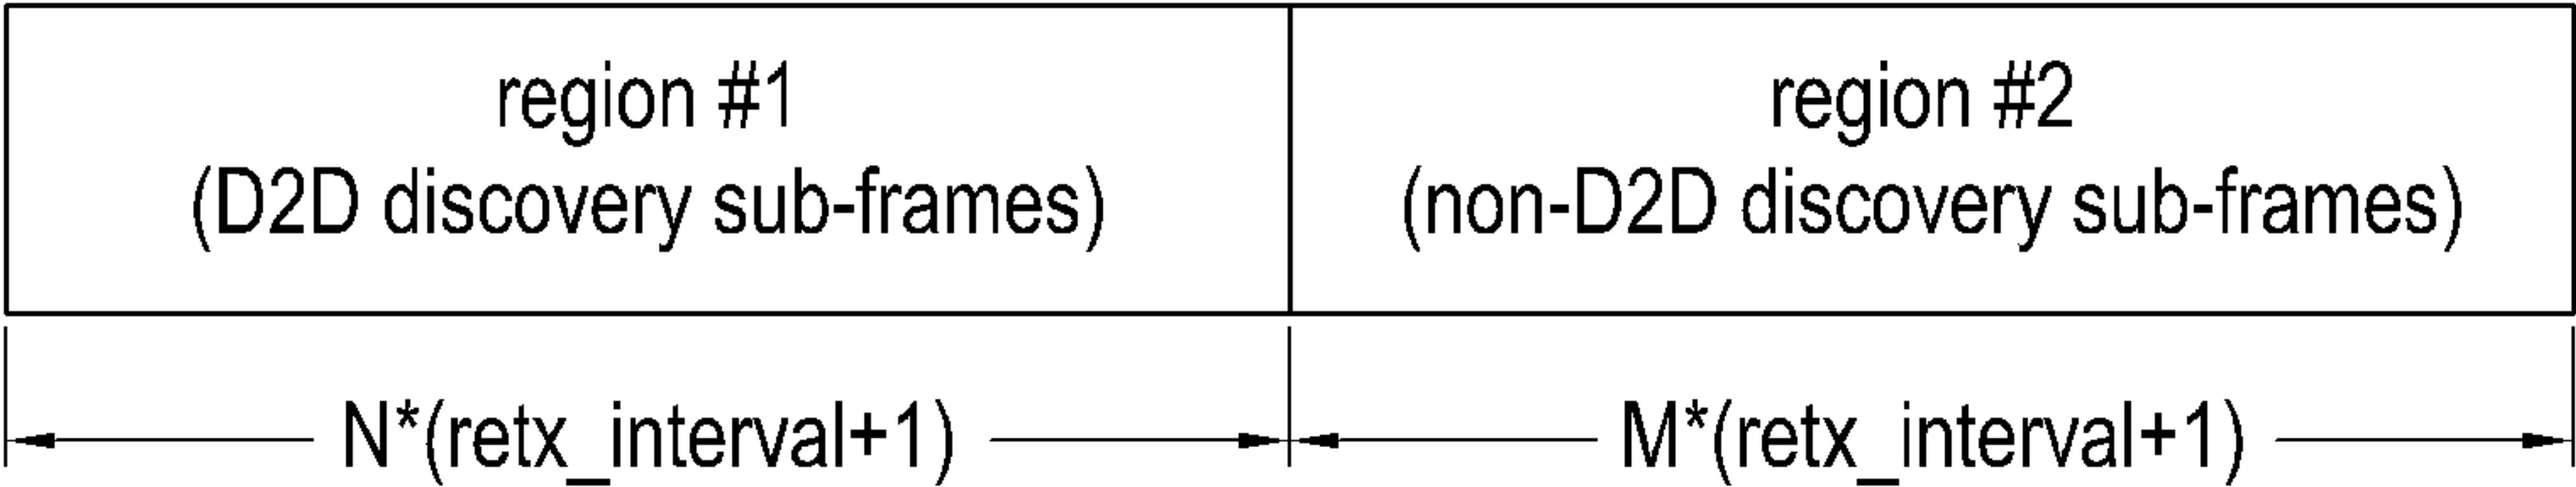 region #1
(D2D discovery sub-frames)
region #2
(non-D2D discovery sub-frames)
N*(retx_interval+1)
M*(retx_interval+1)